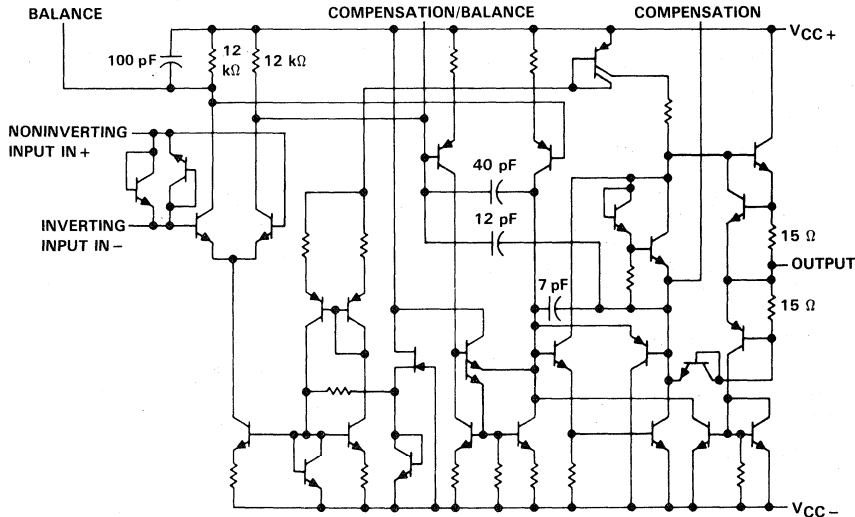 BALANCE
COMPENSATION/BALANCE
COMPENSATION
VCC+
100 pF
12 kΩ
12 kΩ
NONINVERTING
INPUT IN+
40 pF
12 pF
INVERTING
INPUT IN−
15 Ω
OUTPUT
7 pF
15 Ω
VCC−